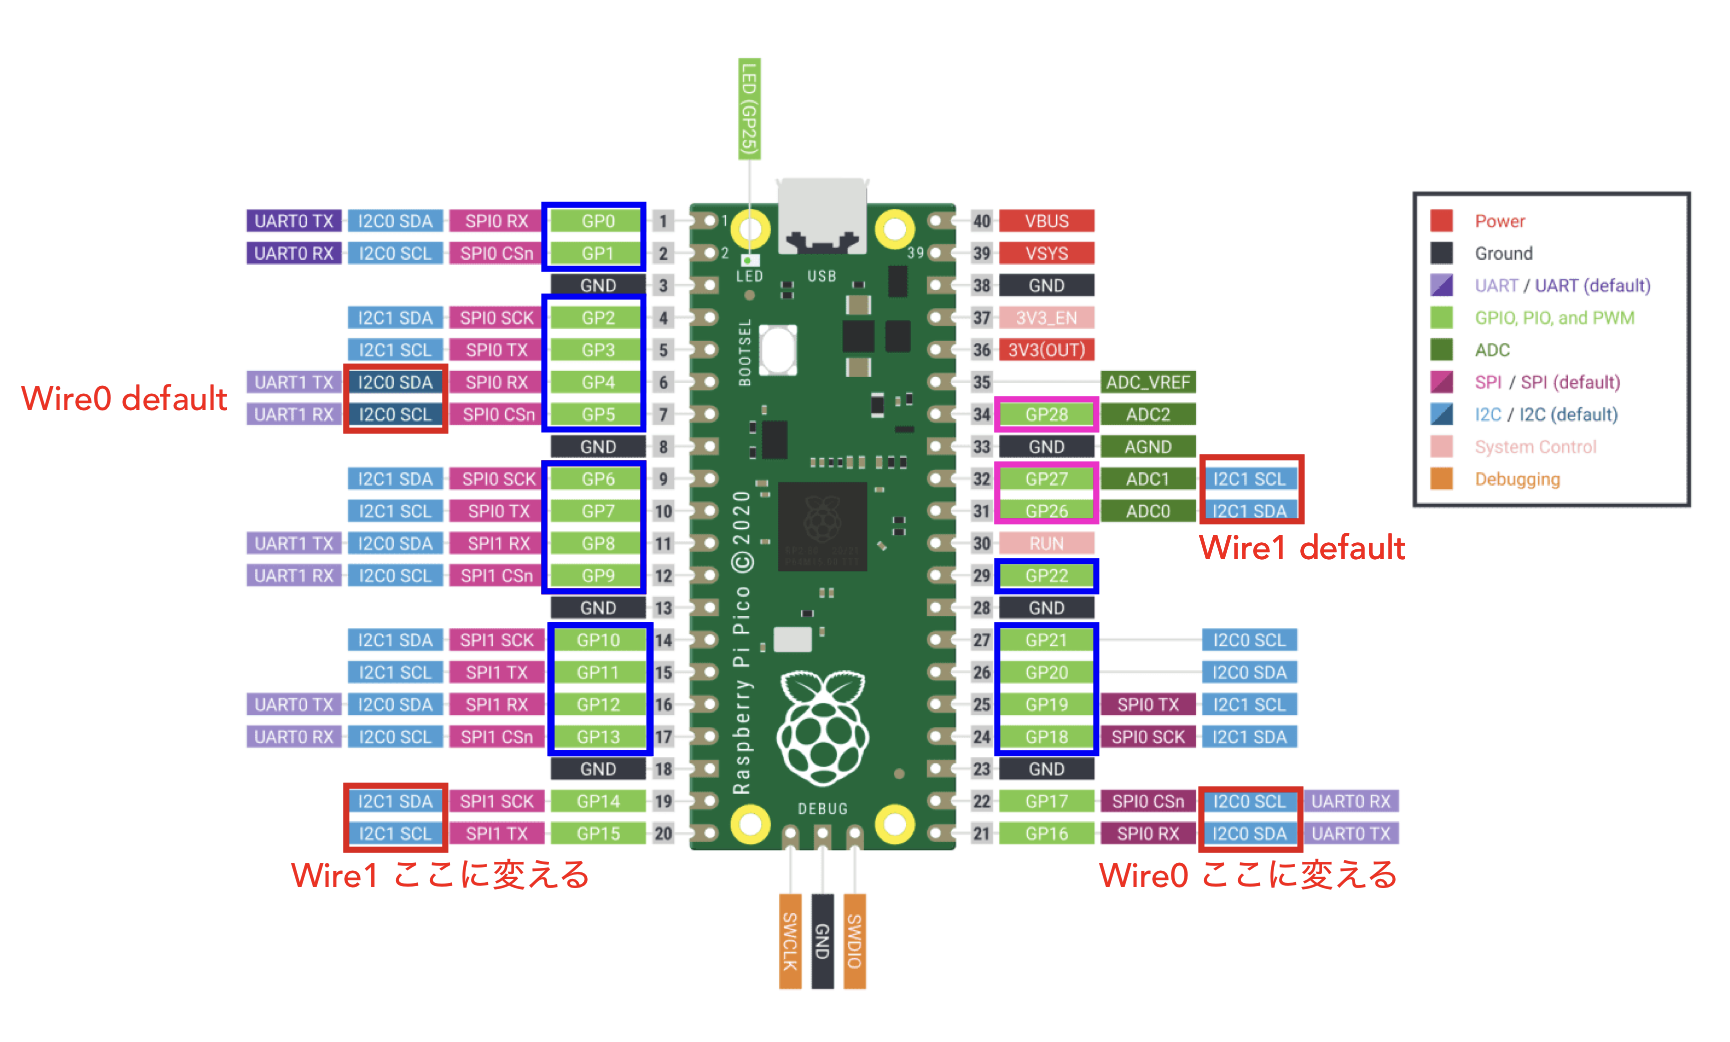 LED (GP25)
UART0 TX I2C0 SDA SPI0 RX GP0 1 1 40 VBUS
UART0 RX I2C0 SCL SPI0 CSn GP1 2 2 39 39 VSYS
LED USB
GND 3 38 GND
I2C1 SDA SPI0 SCK GP2 4 37 3V3_EN
I2C1 SCL SPI0 TX GP3 5 BOOTSEL 36 3V3(OUT)
UART1 TX I2C0 SDA SPI0 RX GP4 6 35 ADC_VREF
Wire0 default
UART1 RX I2C0 SCL SPI0 CSn GP5 7 34 GP28 ADC2
GND 8 33 GND AGND
I2C1 SDA SPI0 SCK GP6 9 32 GP27 ADC1 I2C1 SCL
I2C1 SCL SPI0 TX GP7 10 31 GP26 ADC0 I2C1 SDA
Wire1 default
UART1 TX I2C0 SDA SPI1 RX GP8 11 30 RUN
UART1 RX I2C0 SCL SPI1 CSn GP9 12 29 GP22
GND 13 28 GND
Raspberry Pi Pico © 2020
I2C1 SDA SPI1 SCK GP10 14 27 GP21 I2C0 SCL
I2C1 SCL SPI1 TX GP11 15 26 GP20 I2C0 SDA
UART0 TX I2C0 SDA SPI1 RX GP12 16 25 GP19 SPI0 TX I2C1 SCL
UART0 RX I2C0 SCL SPI1 CSn GP13 17 24 GP18 SPI0 SCK I2C1 SDA
GND 18 23 GND
I2C1 SDA SPI1 SCK GP14 19 22 GP17 SPI0 CSn I2C0 SCL UART0 RX
DEBUG
I2C1 SCL SPI1 TX GP15 20 21 GP16 SPI0 RX I2C0 SDA UART0 TX
Wire1 ここに変える
Wire0 ここに変える
SWCLK GND SWDIO
Power
Ground
UART / UART (default)
GPIO, PIO, and PWM
ADC
SPI / SPI (default)
I2C / I2C (default)
System Control
Debugging